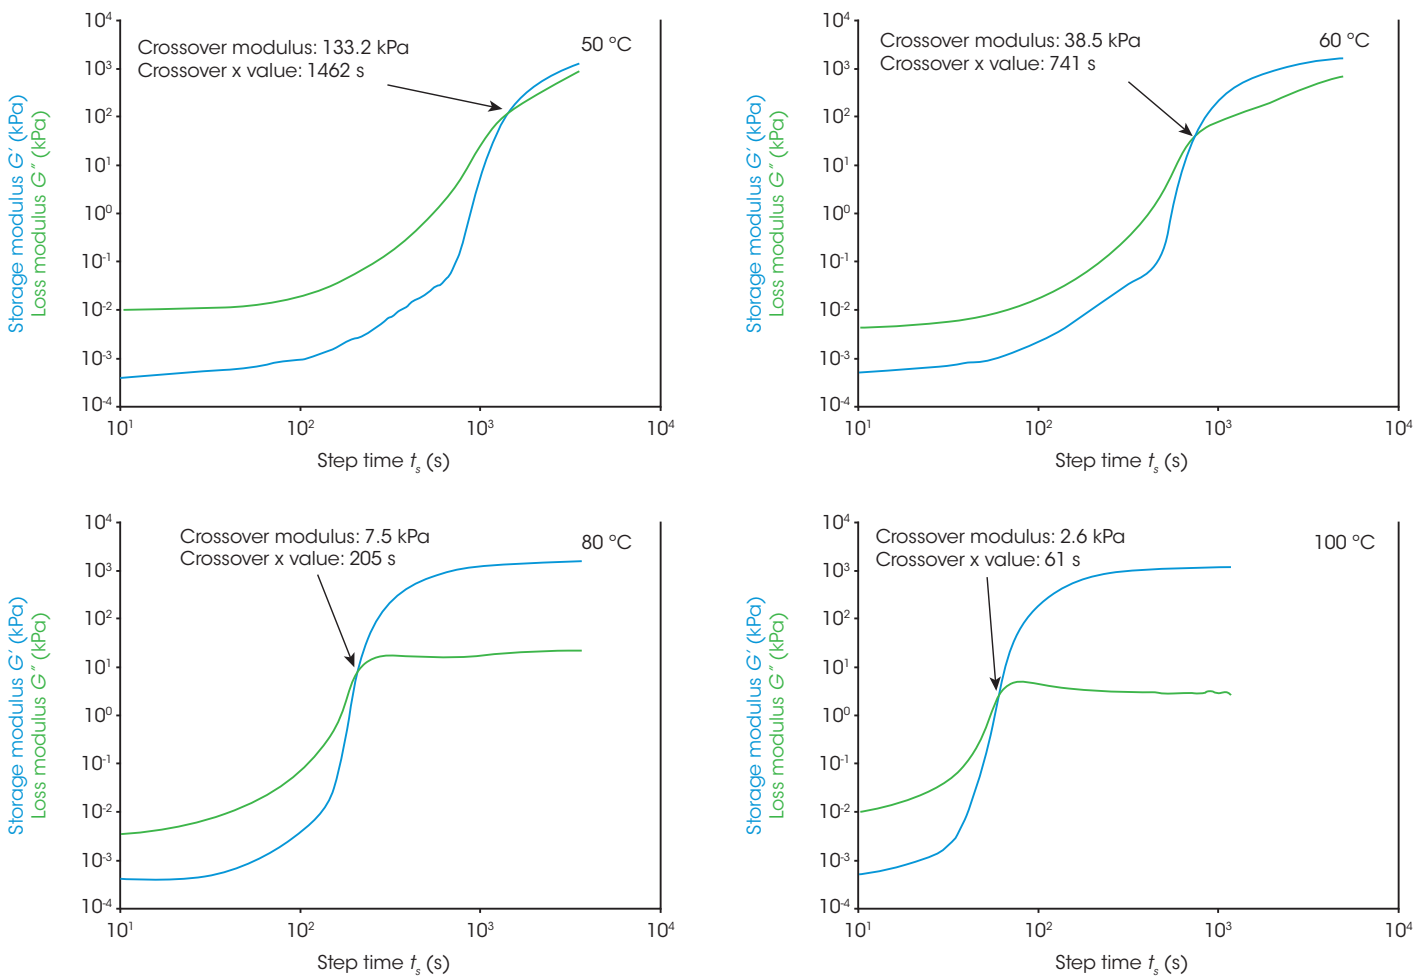 Crossover modulus: 133.2 kPa
Crossover x value: 1462 s
50 °C
Storage modulus G′ (kPa)
Loss modulus G″ (kPa)
10⁴
10³
10²
10¹
10⁰
10⁻¹
10⁻²
10⁻³
10⁻⁴
10¹ 10² 10³ 10⁴
Step time tₛ (s)
Crossover modulus: 38.5 kPa
Crossover x value: 741 s
60 °C
Storage modulus G′ (kPa)
Loss modulus G″ (kPa)
10⁴
10³
10²
10¹
10⁰
10⁻¹
10⁻²
10⁻³
10⁻⁴
10¹ 10² 10³ 10⁴
Step time tₛ (s)
Crossover modulus: 7.5 kPa
Crossover x value: 205 s
80 °C
Storage modulus G′ (kPa)
Loss modulus G″ (kPa)
10⁴
10³
10²
10¹
10⁰
10⁻¹
10⁻²
10⁻³
10⁻⁴
10¹ 10² 10³ 10⁴
Step time tₛ (s)
Crossover modulus: 2.6 kPa
Crossover x value: 61 s
100 °C
Storage modulus G′ (kPa)
Loss modulus G″ (kPa)
10⁴
10³
10²
10¹
10⁰
10⁻¹
10⁻²
10⁻³
10⁻⁴
10¹ 10² 10³ 10⁴
Step time tₛ (s)